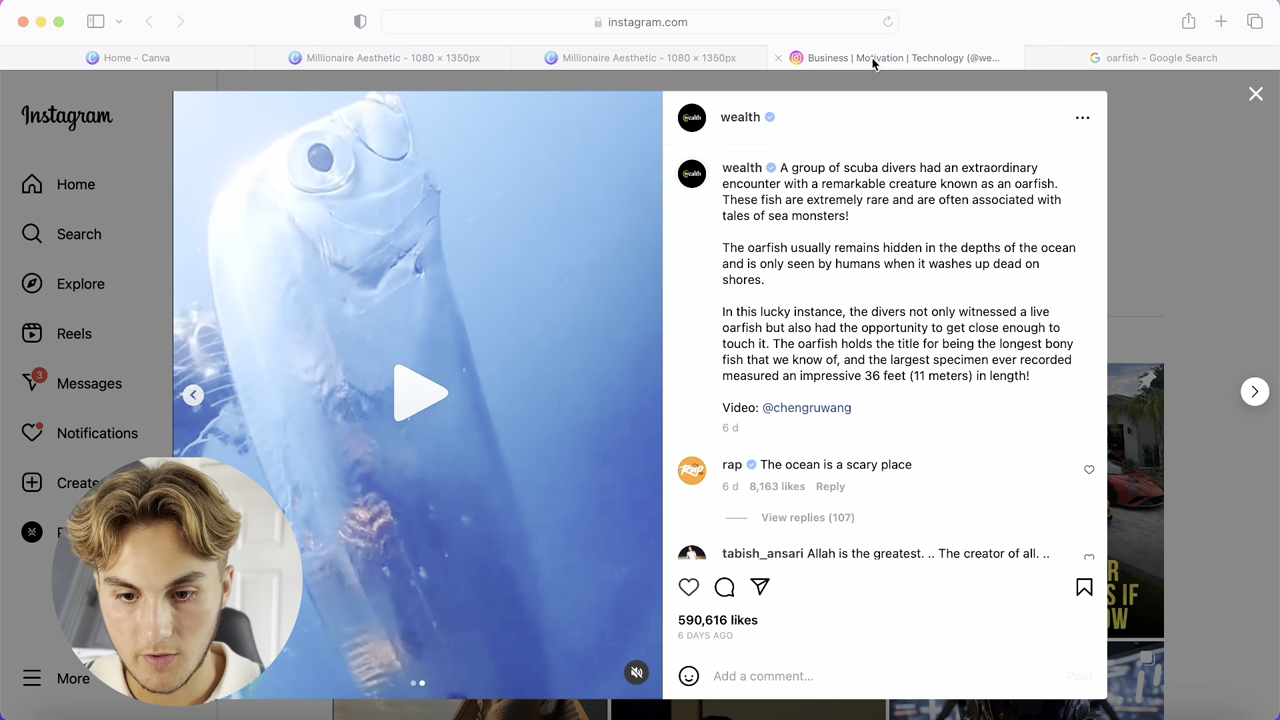 instagram.com
Home – Canva
Millionaire Aesthetic - 1080 × 1350px
Millionaire Aesthetic - 1080 × 1350px
Business | Motivation | Technology (@we...
oarfish - Google Search
Instagram
Home
Search
Explore
Reels
3
Messages
Notifications
Create
More
wealth
wealth A group of scuba divers had an extraordinary
encounter with a remarkable creature known as an oarfish.
These fish are extremely rare and are often associated with
tales of sea monsters!
The oarfish usually remains hidden in the depths of the ocean
and is only seen by humans when it washes up dead on
shores.
In this lucky instance, the divers not only witnessed a live
oarfish but also had the opportunity to get close enough to
touch it. The oarfish holds the title for being the longest bony
fish that we know of, and the largest specimen ever recorded
measured an impressive 36 feet (11 meters) in length!
Video: @chengruwang
6 d
rap The ocean is a scary place
6 d 8,163 likes Reply
View replies (107)
tabish_ansari Allah is the greatest. .. The creator of all. ..
590,616 likes
6 DAYS AGO
Add a comment...
Post